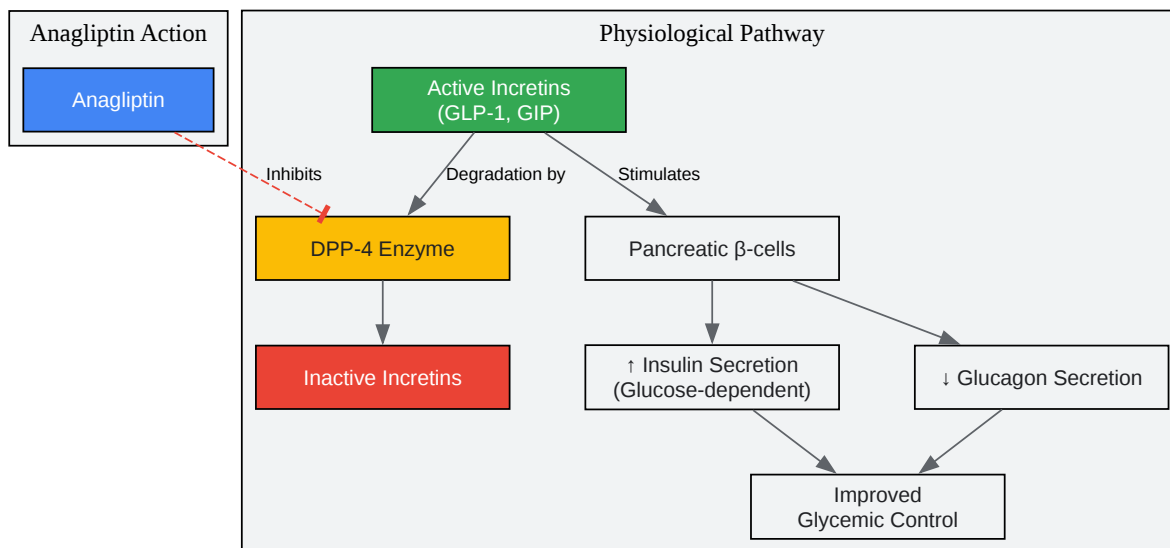 Anagliptin Action
Physiological Pathway
Anagliptin
Active Incretins
(GLP-1, GIP)
Inhibits
Degradation by
Stimulates
DPP-4 Enzyme
Pancreatic β-cells
Inactive Incretins
↑ Insulin Secretion
(Glucose-dependent)
↓ Glucagon Secretion
Improved
Glycemic Control